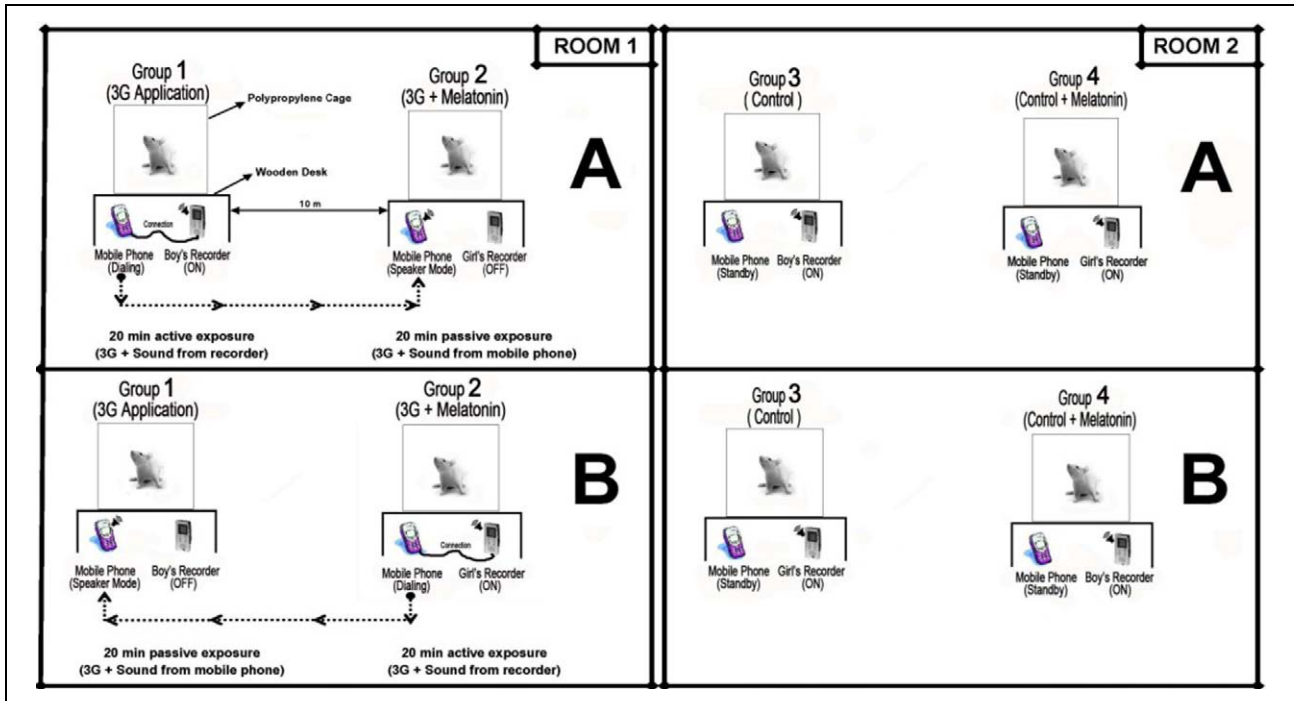 ROOM 1
Group 1
(3G Application)
Polypropylene Cage
Wooden Desk
Connection
Mobile Phone
(Dialing)
Boy's Recorder
(ON)
10 m
Group 2
(3G + Melatonin)
Mobile Phone
(Speaker Mode)
Girl's Recorder
(OFF)
A
20 min active exposure
(3G + Sound from recorder)
20 min passive exposure
(3G + Sound from mobile phone)
ROOM 2
Group 3
( Control )
Mobile Phone
(Standby)
Boy's Recorder
(ON)
Group 4
(Control + Melatonin)
Mobile Phone
(Standby)
Girl's Recorder
(ON)
A
Group 1
(3G Application)
Mobile Phone
(Speaker Mode)
Boy's Recorder
(OFF)
Group 2
(3G + Melatonin)
Connection
Mobile Phone
(Dialing)
Girl's Recorder
(ON)
B
20 min passive exposure
(3G + Sound from mobile phone)
20 min active exposure
(3G + Sound from recorder)
Group 3
( Control )
Mobile Phone
(Standby)
Girl's Recorder
(ON)
Group 4
(Control + Melatonin)
Mobile Phone
(Standby)
Boy's Recorder
(ON)
B